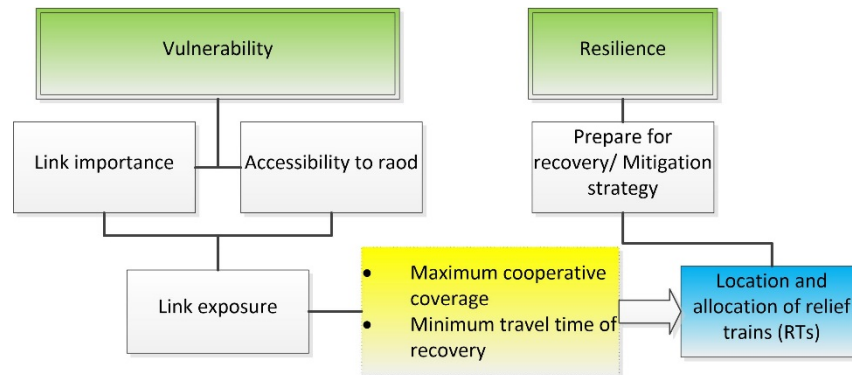 Vulnerability
Resilience
Link importance
Accessibility to raod
Prepare for
recovery/ Mitigation
strategy
Link exposure
• Maximum cooperative
coverage
• Minimum travel time of
recovery
Location and
allocation of relief
trains (RTs)